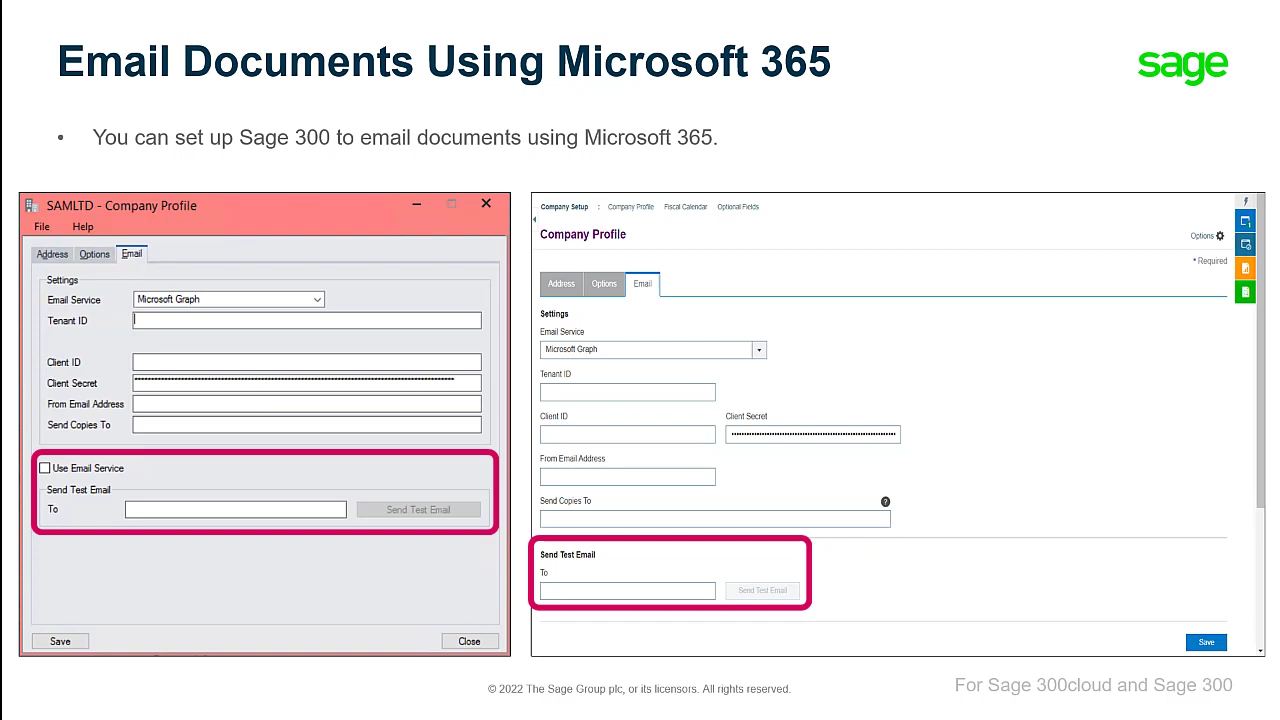 Email Documents Using Microsoft 365
sage
• You can set up Sage 300 to email documents using Microsoft 365.
SAMLTD - Company Profile
File Help
Address Options Email
Settings
Email Service Microsoft Graph
Tenant ID
Client ID
Client Secret
From Email Address
Send Copies To
Use Email Service
Send Test Email
To Send Test Email
Save Close
Company Setup : Company Profile Fiscal Calendar Optional Fields
Company Profile
Options
* Required
Address Options Email
Settings
Email Service
Microsoft Graph
Tenant ID
Client ID Client Secret
From Email Address
Send Copies To ?
Send Test Email
To
Send Test Email
Save
© 2022 The Sage Group plc, or its licensors. All rights reserved.
For Sage 300cloud and Sage 300